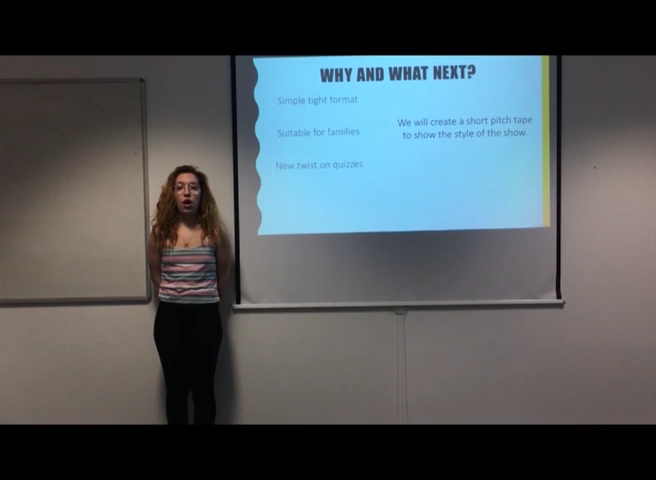 WHY AND WHAT NEXT?
Simple tight format
Suitable for families
New twist on quizzes
We will create a short pitch tape
to show the style of the show.